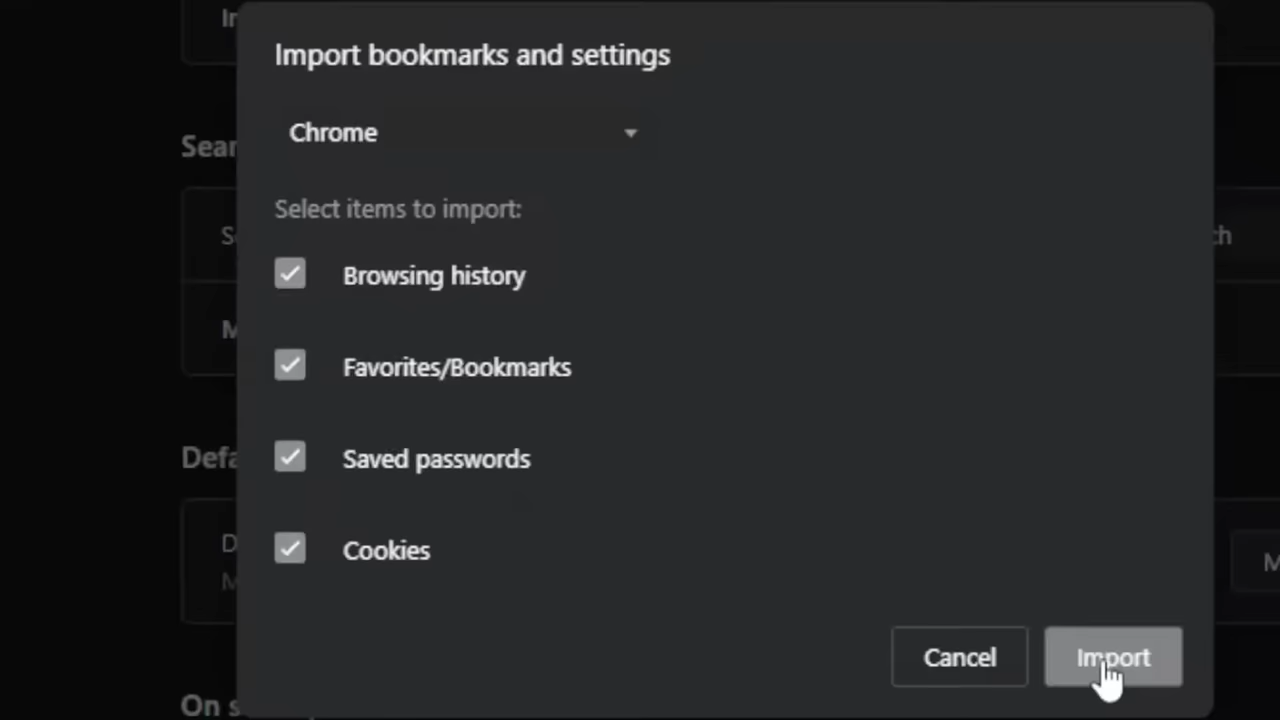 Import bookmarks and settings
Chrome
Select items to import:
Browsing history
Favorites/Bookmarks
Saved passwords
Cookies
Cancel
Import